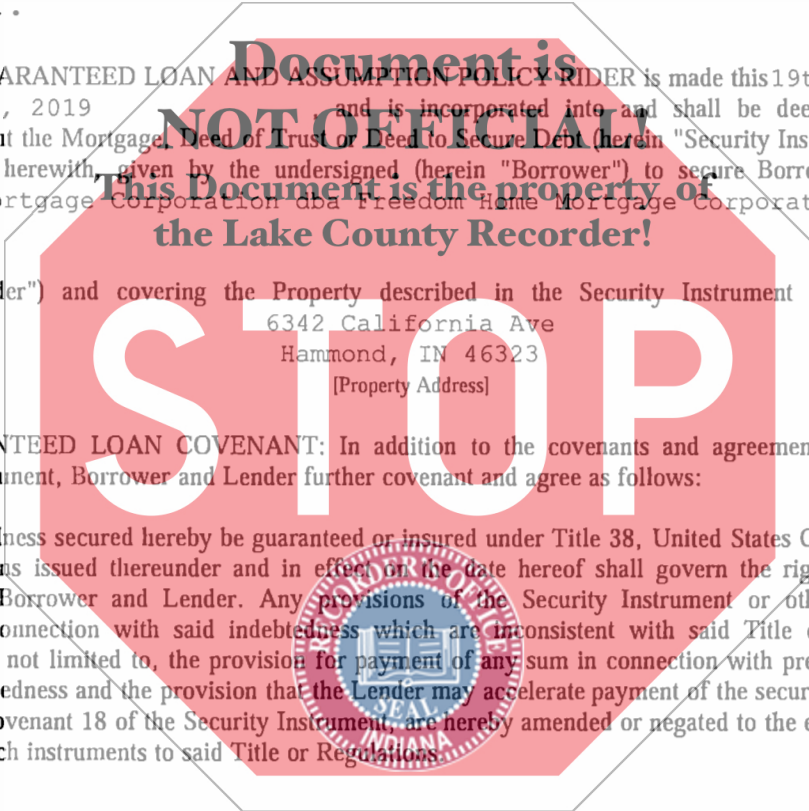 Document is
ARANTEED LOAN AND ASSUMPTION POLICY RIDER is made this 19t
, 2019 , and is incorporated into and shall be dee
NOT OFFICIAL!
ut the Mortgage, Deed of Trust or Deed to Secure Debt (herein "Security Ins
herewith, given by the undersigned (herein "Borrower") to secure Borro
This Document is the property of
ortgage Corporation dba Freedom Home Mortgage Corporat
the Lake County Recorder!
der") and covering the Property described in the Security Instrument
STOP
6342 California Ave
Hammond, IN 46323
[Property Address]
NTEED LOAN COVENANT: In addition to the covenants and agreemen
ument, Borrower and Lender further covenant and agree as follows:
dness secured hereby be guaranteed or insured under Title 38, United States C
ns issued thereunder and in effect on the date hereof shall govern the rig
Borrower and Lender. Any provisions of the Security Instrument or oth
onnection with said indebtedness which are inconsistent with said Title
not limited to, the provision for payment of any sum in connection with pre
edness and the provision that the Lender may accelerate payment of the secur
ovenant 18 of the Security Instrument, are hereby amended or negated to the e
ch instruments to said Title or Regulations.
RECORDER'S OFFICE
SEAL
INDIANA